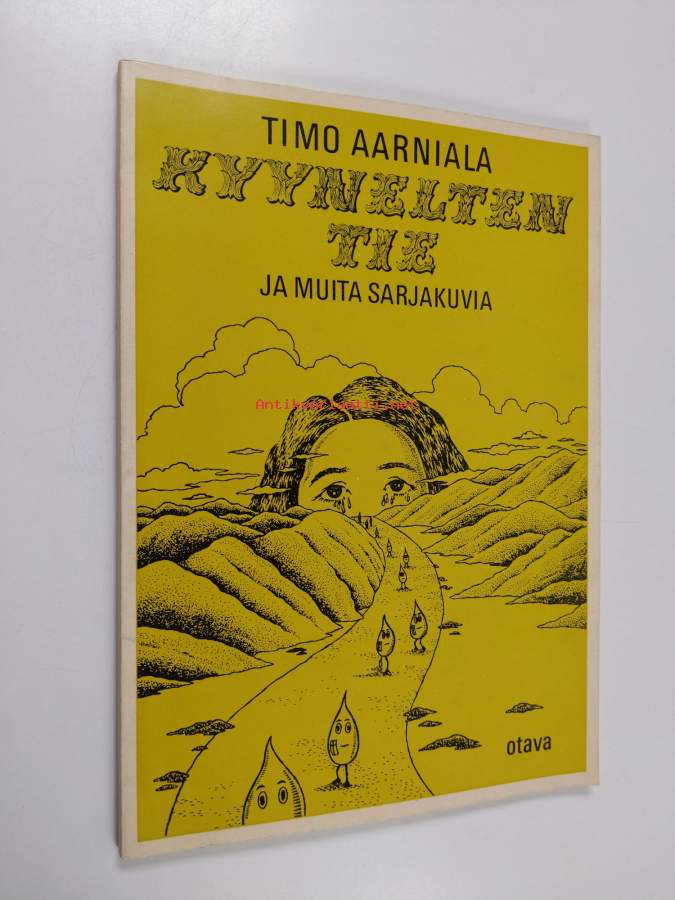 TIMO AARNIALA
KYYNELTEN
TIE
JA MUITA SARJAKUVIA
Antikvariaatti.net
otava